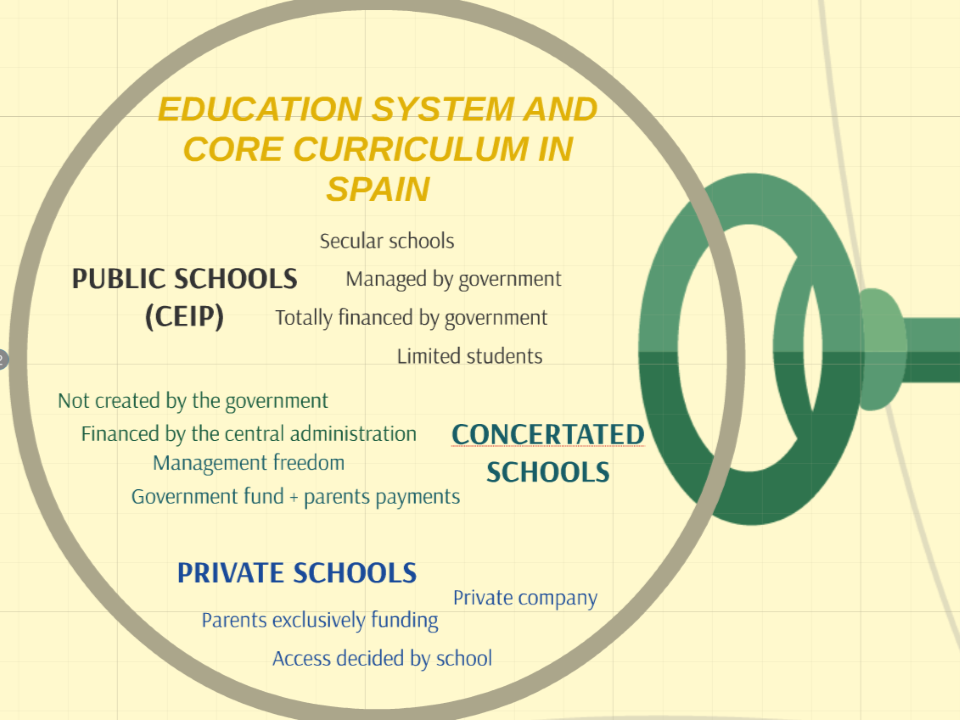 EDUCATION SYSTEM AND
CORE CURRICULUM IN
SPAIN
Secular schools
PUBLIC SCHOOLS
(CEIP)
Managed by government
Totally financed by government
Limited students
Not created by the government
Financed by the central administration
Management freedom
Government fund + parents payments
CONCERTATED
SCHOOLS
PRIVATE SCHOOLS
Private company
Parents exclusively funding
Access decided by school